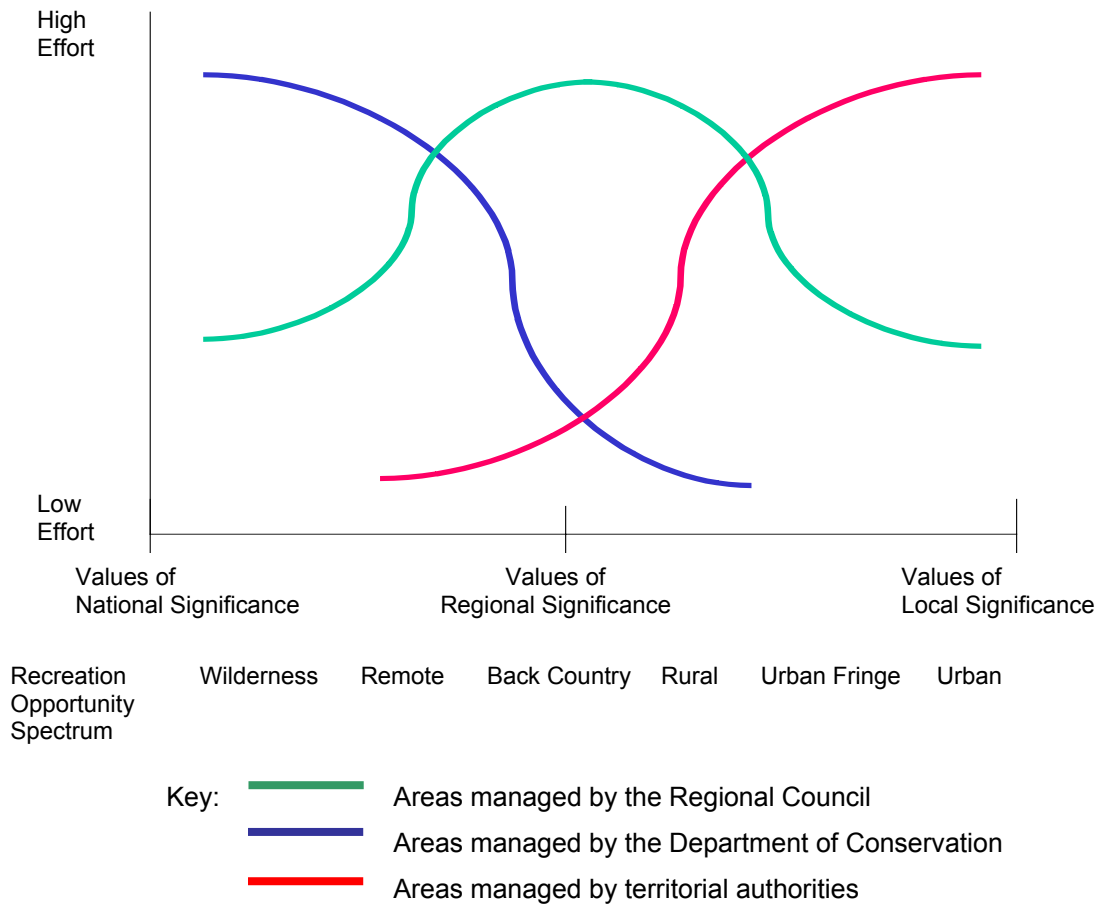 High
Effort
Low
Effort
Values of
National Significance
Values of
Regional Significance
Values of
Local Significance
Recreation
Opportunity
Spectrum
Wilderness
Remote
Back Country
Rural
Urban Fringe
Urban
Key:
Areas managed by the Regional Council
Areas managed by the Department of Conservation
Areas managed by territorial authorities